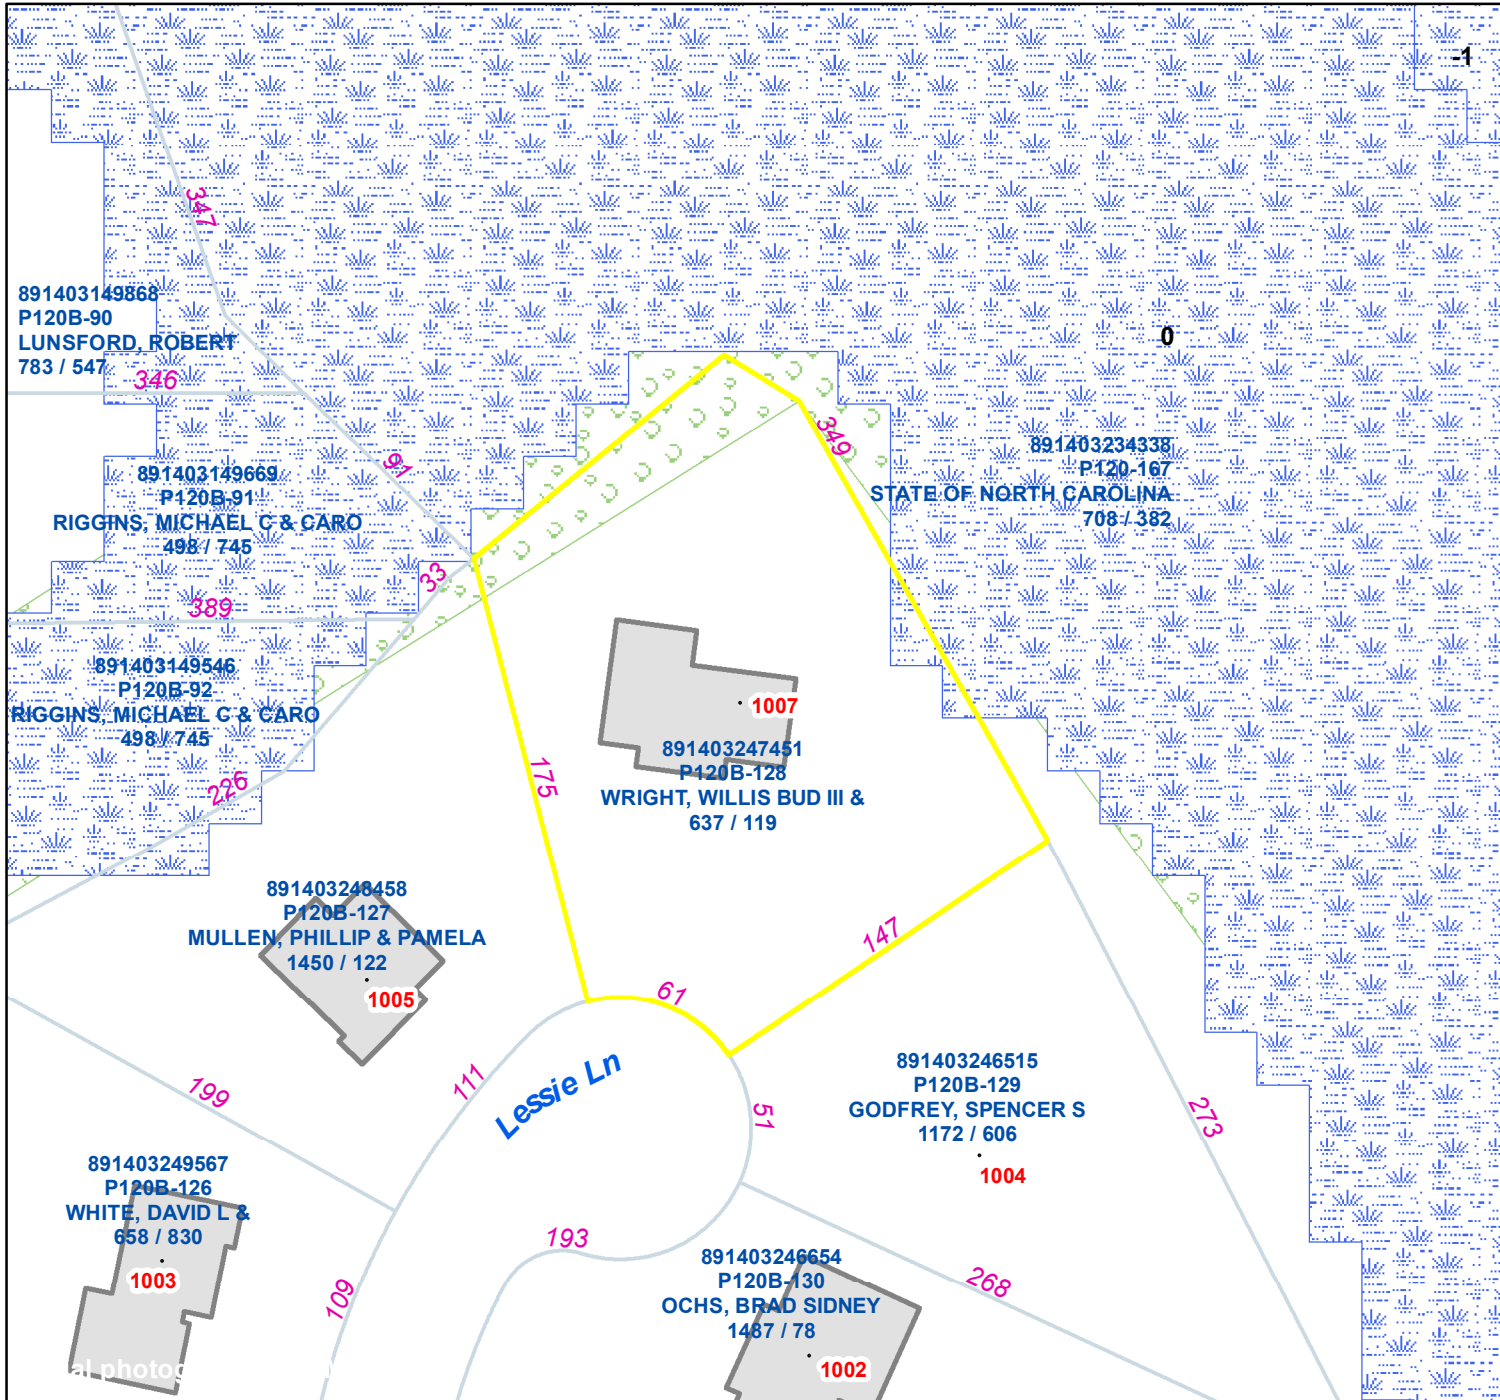 -1
347
891403149868
P120B-90
LUNSFORD, ROBERT
783 / 547
0
346
349
891403234338
P120-167
STATE OF NORTH CAROLINA
708 / 382
91
891403149669
P120B-91
RIGGINS, MICHAEL C & CARO
498 / 745
33
389
891403149546
P120B-92
RIGGINS, MICHAEL C & CARO
498 / 745
226
175
1007
891403247451
P120B-128
WRIGHT, WILLIS BUD III &
637 / 119
891403248458
P120B-127
MULLEN, PHILLIP & PAMELA
1450 / 122
1005
147
61
Lessie Ln
111
51
199
891403246515
P120B-129
GODFREY, SPENCER S
1172 / 606
1004
273
891403249567
P120B-126
WHITE, DAVID L &
658 / 830
1003
109
193
891403246654
P120B-130
OCHS, BRAD SIDNEY
1487 / 78
1002
268